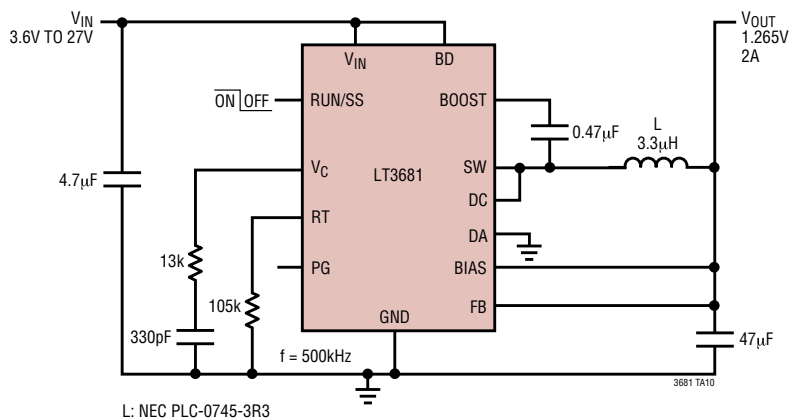 VIN
3.6V TO 27V
VOUT
1.265V
2A
VIN
BD
ON OFF
RUN/SS
BOOST
0.47µF
L
3.3µH
4.7µF
VC
LT3681
SW
DC
RT
DA
13k
PG
BIAS
105k
FB
GND
330pF
f = 500kHz
47µF
3681 TA10
L: NEC PLC-0745-3R3